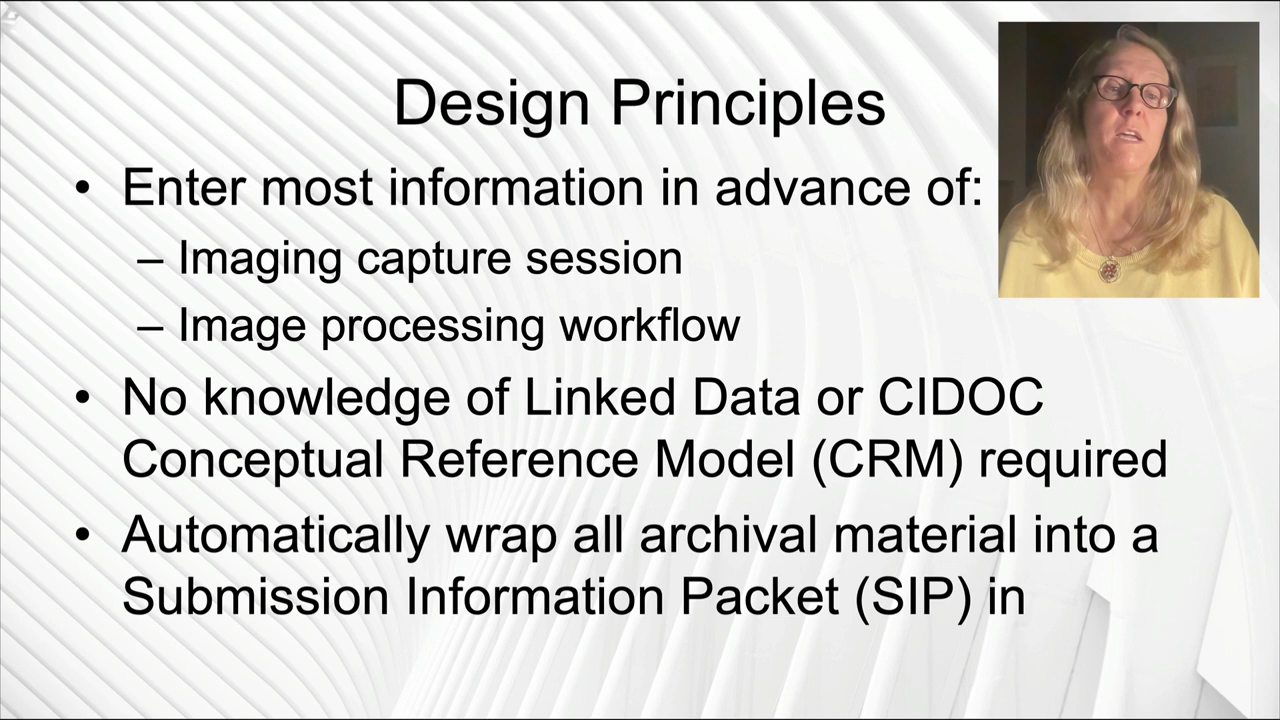 Design Principles
• Enter most information in advance of:
– Imaging capture session
– Image processing workflow
• No knowledge of Linked Data or CIDOC
Conceptual Reference Model (CRM) required
• Automatically wrap all archival material into a
Submission Information Packet (SIP) in